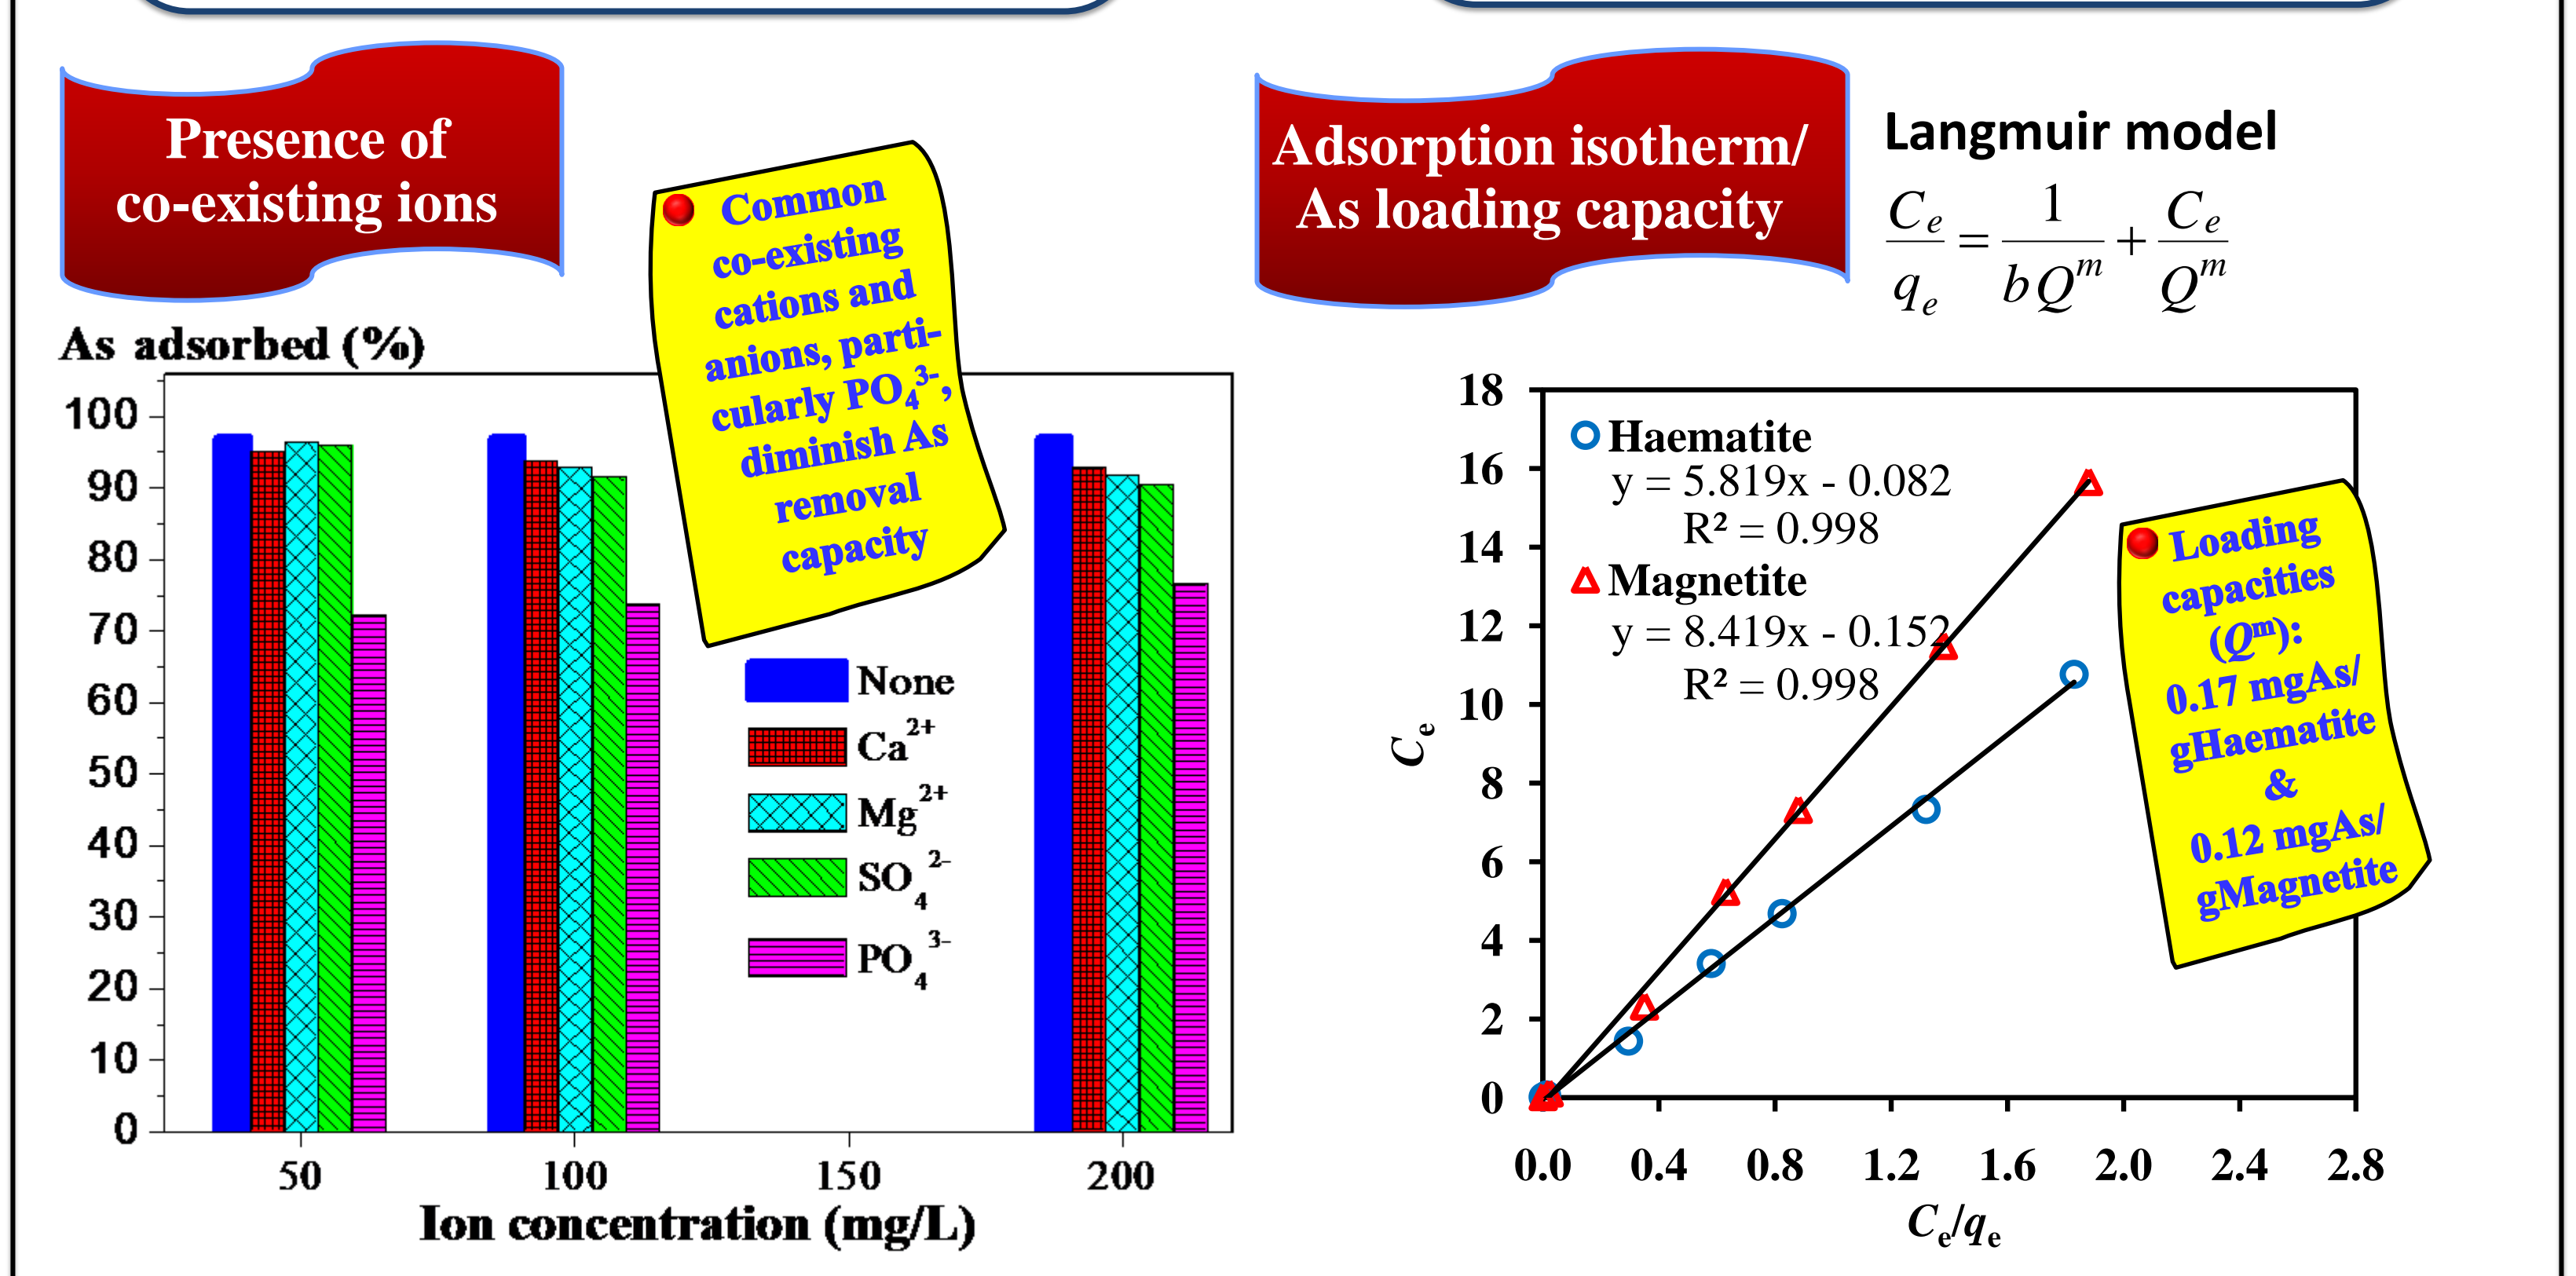 Presence of
co-existing ions
Common
co-existing
cations and
anions, parti-
cularly PO₄³⁻,
diminish As
removal
capacity
As adsorbed (%)
100
90
80
70
60
50
40
30
20
10
0
None
Ca²⁺
Mg²⁺
SO₄²⁻
PO₄³⁻
50 100 150 200
Ion concentration (mg/L)
Adsorption isotherm/
As loading capacity
Langmuir model
Cₑ/qₑ = 1/(b Qᵐ) + Cₑ/Qᵐ
18
16
14
12
10
8
6
4
2
0
Cₑ
Haematite
y = 5.819x - 0.082
R² = 0.998
Magnetite
y = 8.419x - 0.152
R² = 0.998
Loading
capacities
(Qᵐ):
0.17 mgAs/
gHaematite
&
0.12 mgAs/
gMagnetite
0.0 0.4 0.8 1.2 1.6 2.0 2.4 2.8
Cₑ/qₑ